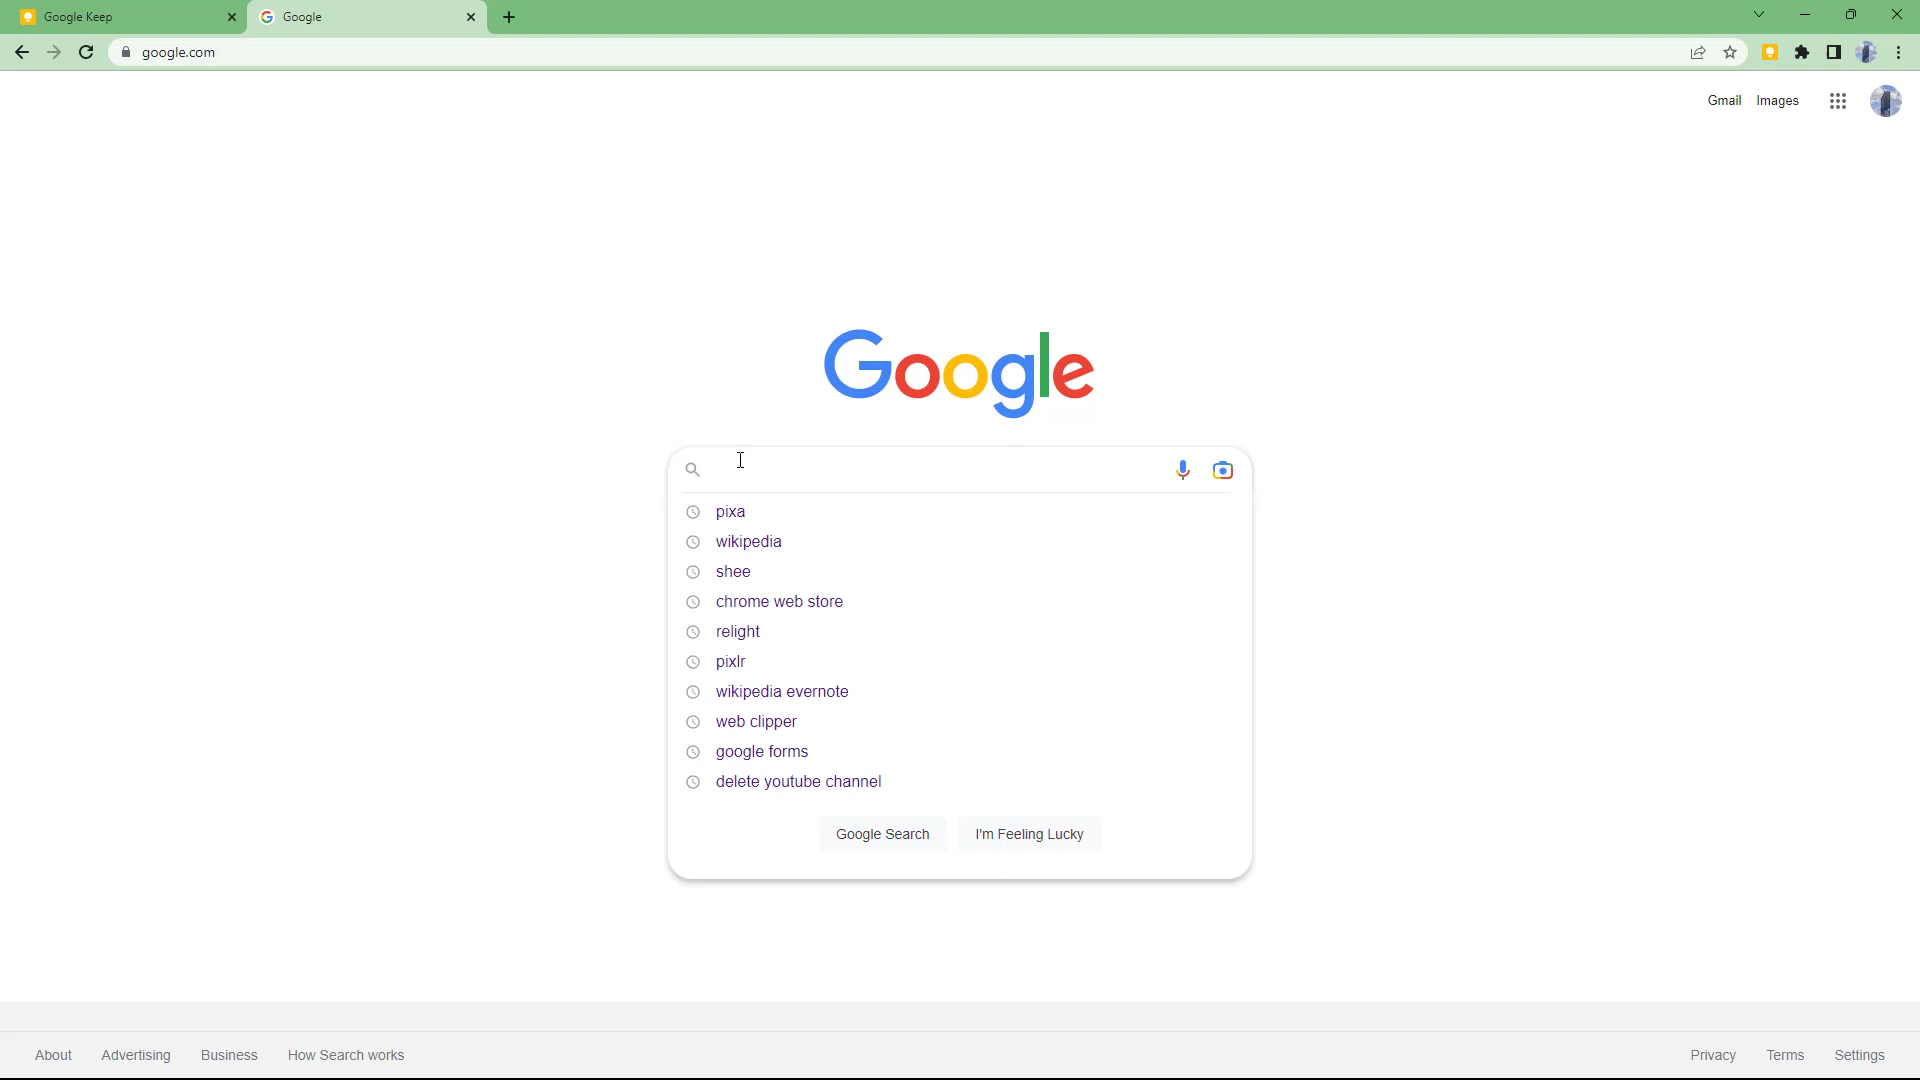 Google Keep
Google
google.com
Gmail Images
Google
pixa
wikipedia
shee
chrome web store
relight
pixlr
wikipedia evernote
web clipper
google forms
delete youtube channel
Google Search I'm Feeling Lucky
About Advertising Business How Search works Privacy Terms Settings